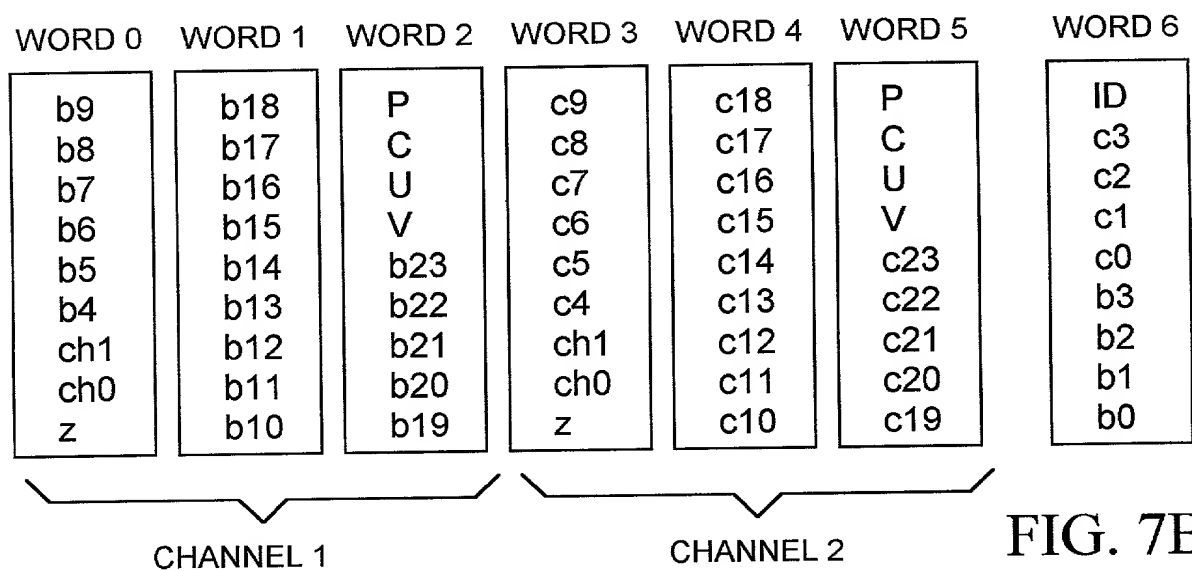 WORD 0 WORD 1 WORD 2 WORD 3 WORD 4 WORD 5 WORD 6
b9 b18 P c9 c18 P ID
b8 b17 C c8 c17 C c3
b7 b16 U c7 c16 U c2
b6 b15 V c6 c15 V c1
b5 b14 b23 c5 c14 c23 c0
b4 b13 b22 c4 c13 c22 b3
ch1 b12 b21 ch1 c12 c21 b2
ch0 b11 b20 ch0 c11 c20 b1
z b10 b19 z c10 c19 b0
CHANNEL 1 CHANNEL 2
FIG. 7B